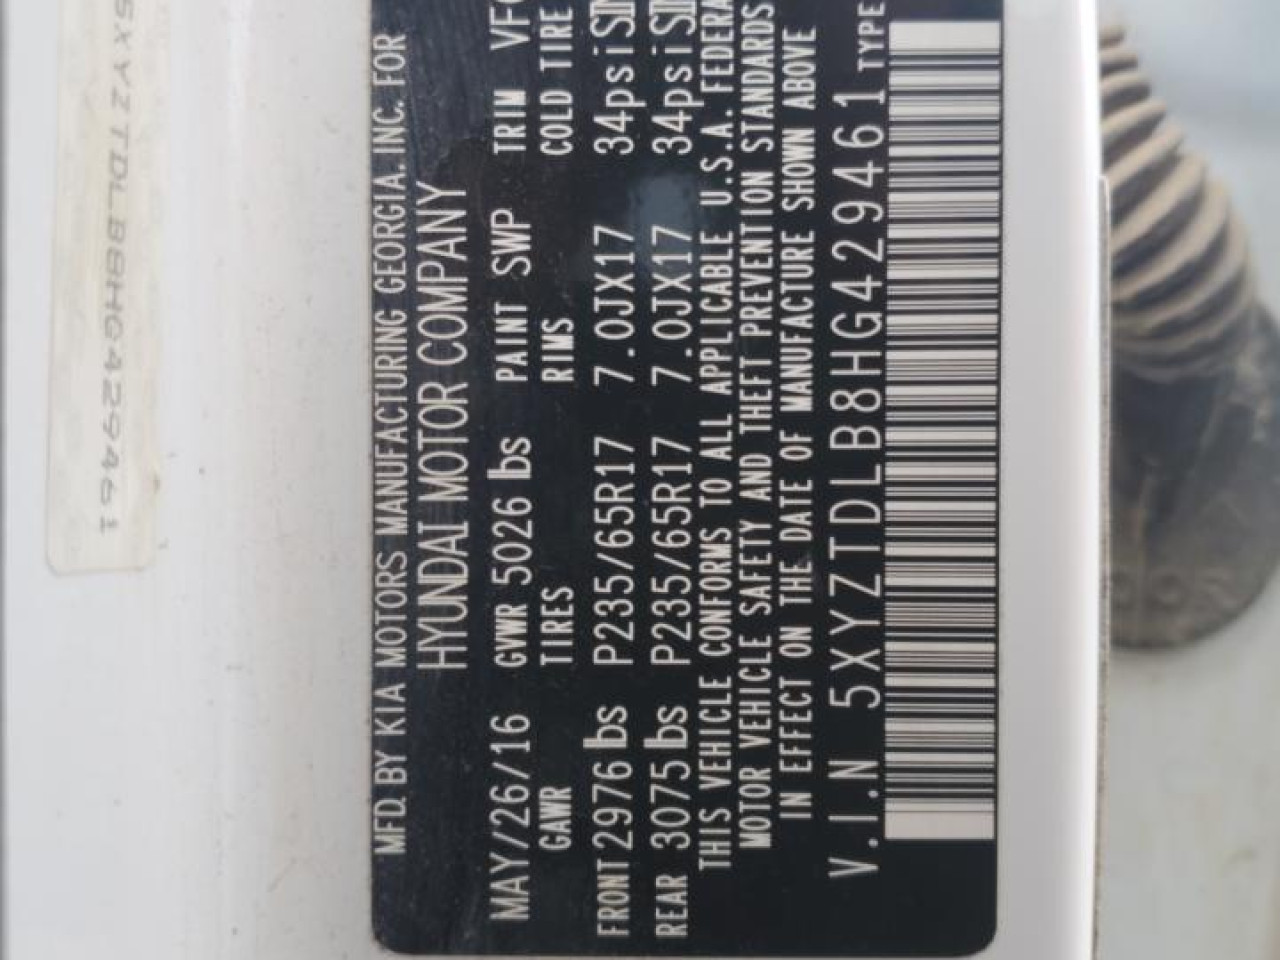 5XYZTDLB8HG429461
MFD. BY KIA MOTORS MANUFACTURING GEORGIA. INC. FOR
HYUNDAI MOTOR COMPANY
MAY/26/16 GVWR 5026 lbs PAINT SWP TRIM
GAWR TIRES RIMS COLD TIRE
FRONT 2976 lbs P235/65R17 7.0JX17 34psi
REAR 3075 lbs P235/65R17 7.0JX17 34psi
THIS VEHICLE CONFORMS TO ALL APPLICABLE U.S.A. FEDERA
MOTOR VEHICLE SAFETY AND THEFT PREVENTION STANDARDS
IN EFFECT ON THE DATE OF MANUFACTURE SHOWN ABOVE
V.I.N 5XYZTDLB8HG429461 TYPE